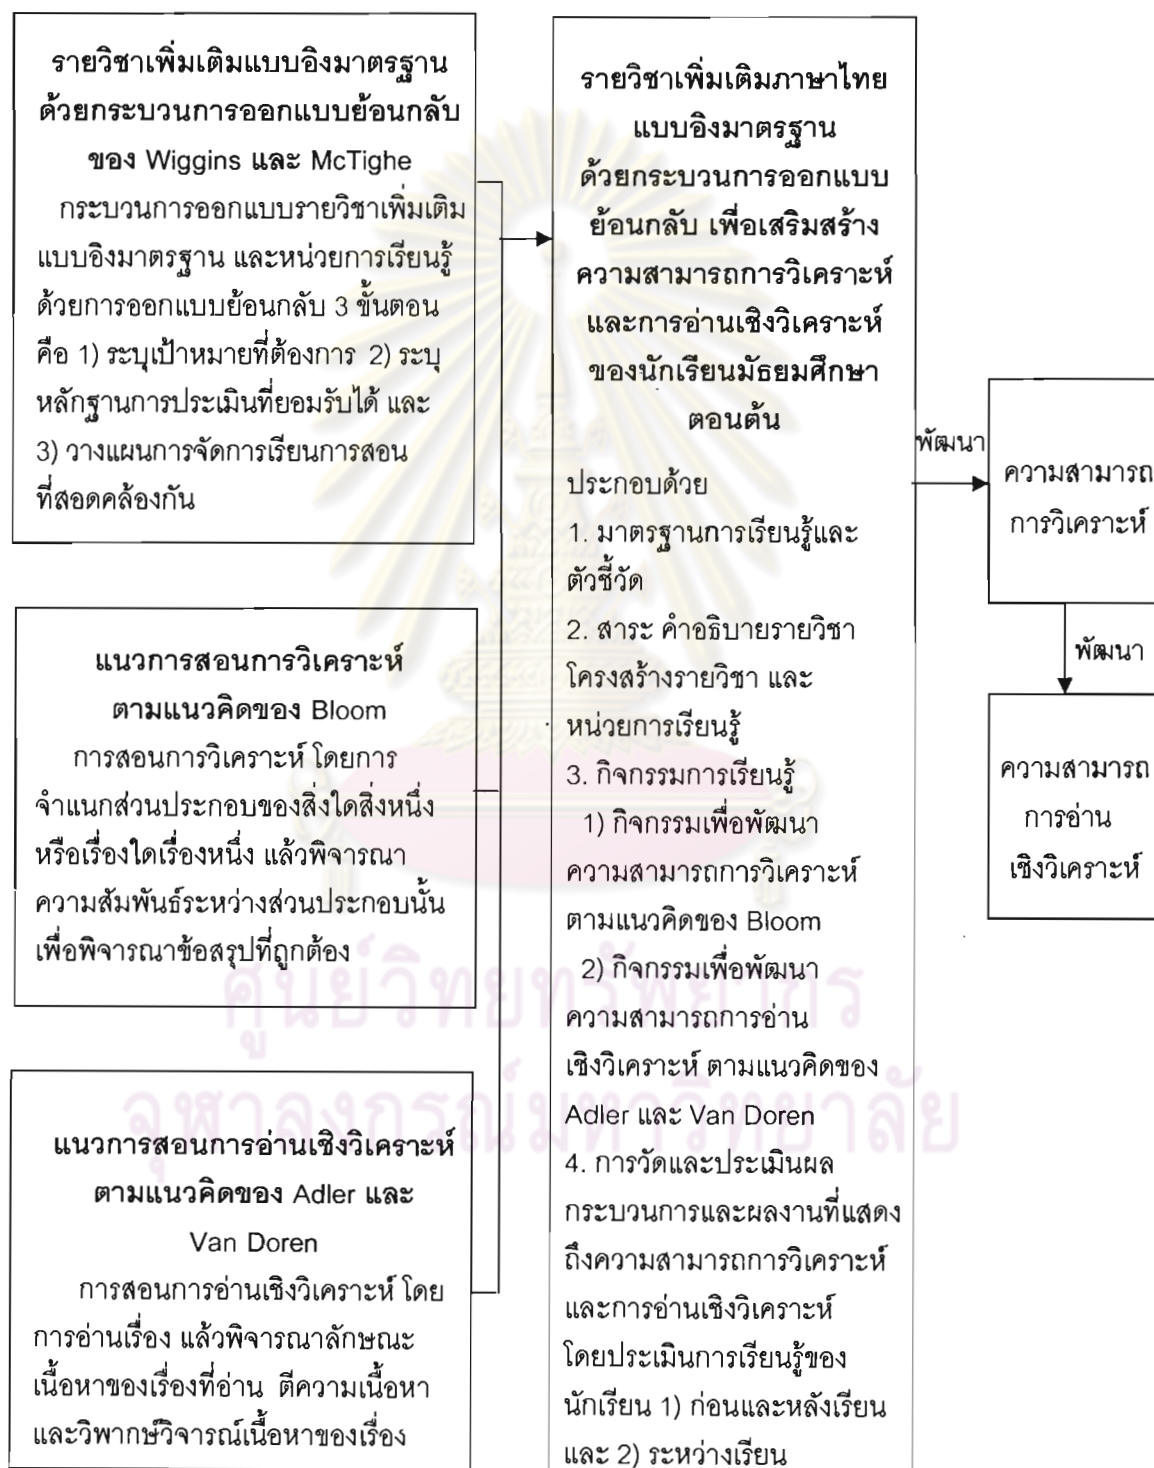 รายวิชาเพิ่มเติมแบบอิงมาตรฐาน
ด้วยกระบวนการออกแบบย้อนกลับ
ของ Wiggins และ McTighe
กระบวนการออกแบบรายวิชาเพิ่มเติม
แบบอิงมาตรฐาน และหน่วยการเรียนรู้
ด้วยการออกแบบย้อนกลับ 3 ขั้นตอน
คือ 1) ระบุเป้าหมายที่ต้องการ 2) ระบุ
หลักฐานการประเมินที่ยอมรับได้ และ
3) วางแผนการจัดการเรียนการสอน
ที่สอดคล้องกัน
แนวการสอนการวิเคราะห์
ตามแนวคิดของ Bloom
การสอนการวิเคราะห์ โดยการ
จำแนกส่วนประกอบของสิ่งใดสิ่งหนึ่ง
หรือเรื่องใดเรื่องหนึ่ง แล้วพิจารณา
ความสัมพันธ์ระหว่างส่วนประกอบนั้น
เพื่อพิจารณาข้อสรุปที่ถูกต้อง
แนวการสอนการอ่านเชิงวิเคราะห์
ตามแนวคิดของ Adler และ
Van Doren
การสอนการอ่านเชิงวิเคราะห์ โดย
การอ่านเรื่อง แล้วพิจารณาลักษณะ
เนื้อหาของเรื่องที่อ่าน ตีความเนื้อหา
และวิพากษ์วิจารณ์เนื้อหาของเรื่อง
รายวิชาเพิ่มเติมภาษาไทย
แบบอิงมาตรฐาน
ด้วยกระบวนการออกแบบ
ย้อนกลับ เพื่อเสริมสร้าง
ความสามารถการวิเคราะห์
และการอ่านเชิงวิเคราะห์
ของนักเรียนมัธยมศึกษา
ตอนต้น
ประกอบด้วย
1. มาตรฐานการเรียนรู้และ
ตัวชี้วัด
2. สาระ คำอธิบายรายวิชา
โครงสร้างรายวิชา และ
หน่วยการเรียนรู้
3. กิจกรรมการเรียนรู้
1) กิจกรรมเพื่อพัฒนา
ความสามารถการวิเคราะห์
ตามแนวคิดของ Bloom
2) กิจกรรมเพื่อพัฒนา
ความสามารถการอ่าน
เชิงวิเคราะห์ ตามแนวคิดของ
Adler และ Van Doren
4. การวัดและประเมินผล
กระบวนการและผลงานที่แสดง
ถึงความสามารถการวิเคราะห์
และการอ่านเชิงวิเคราะห์
โดยประเมินการเรียนรู้ของ
นักเรียน 1) ก่อนและหลังเรียน
และ 2) ระหว่างเรียน
พัฒนา
ความสามารถ
การวิเคราะห์
พัฒนา
ความสามารถ
การอ่าน
เชิงวิเคราะห์
ศูนย์วิทยทรัพยากร
จุฬาลงกรณ์มหาวิทยาลัย